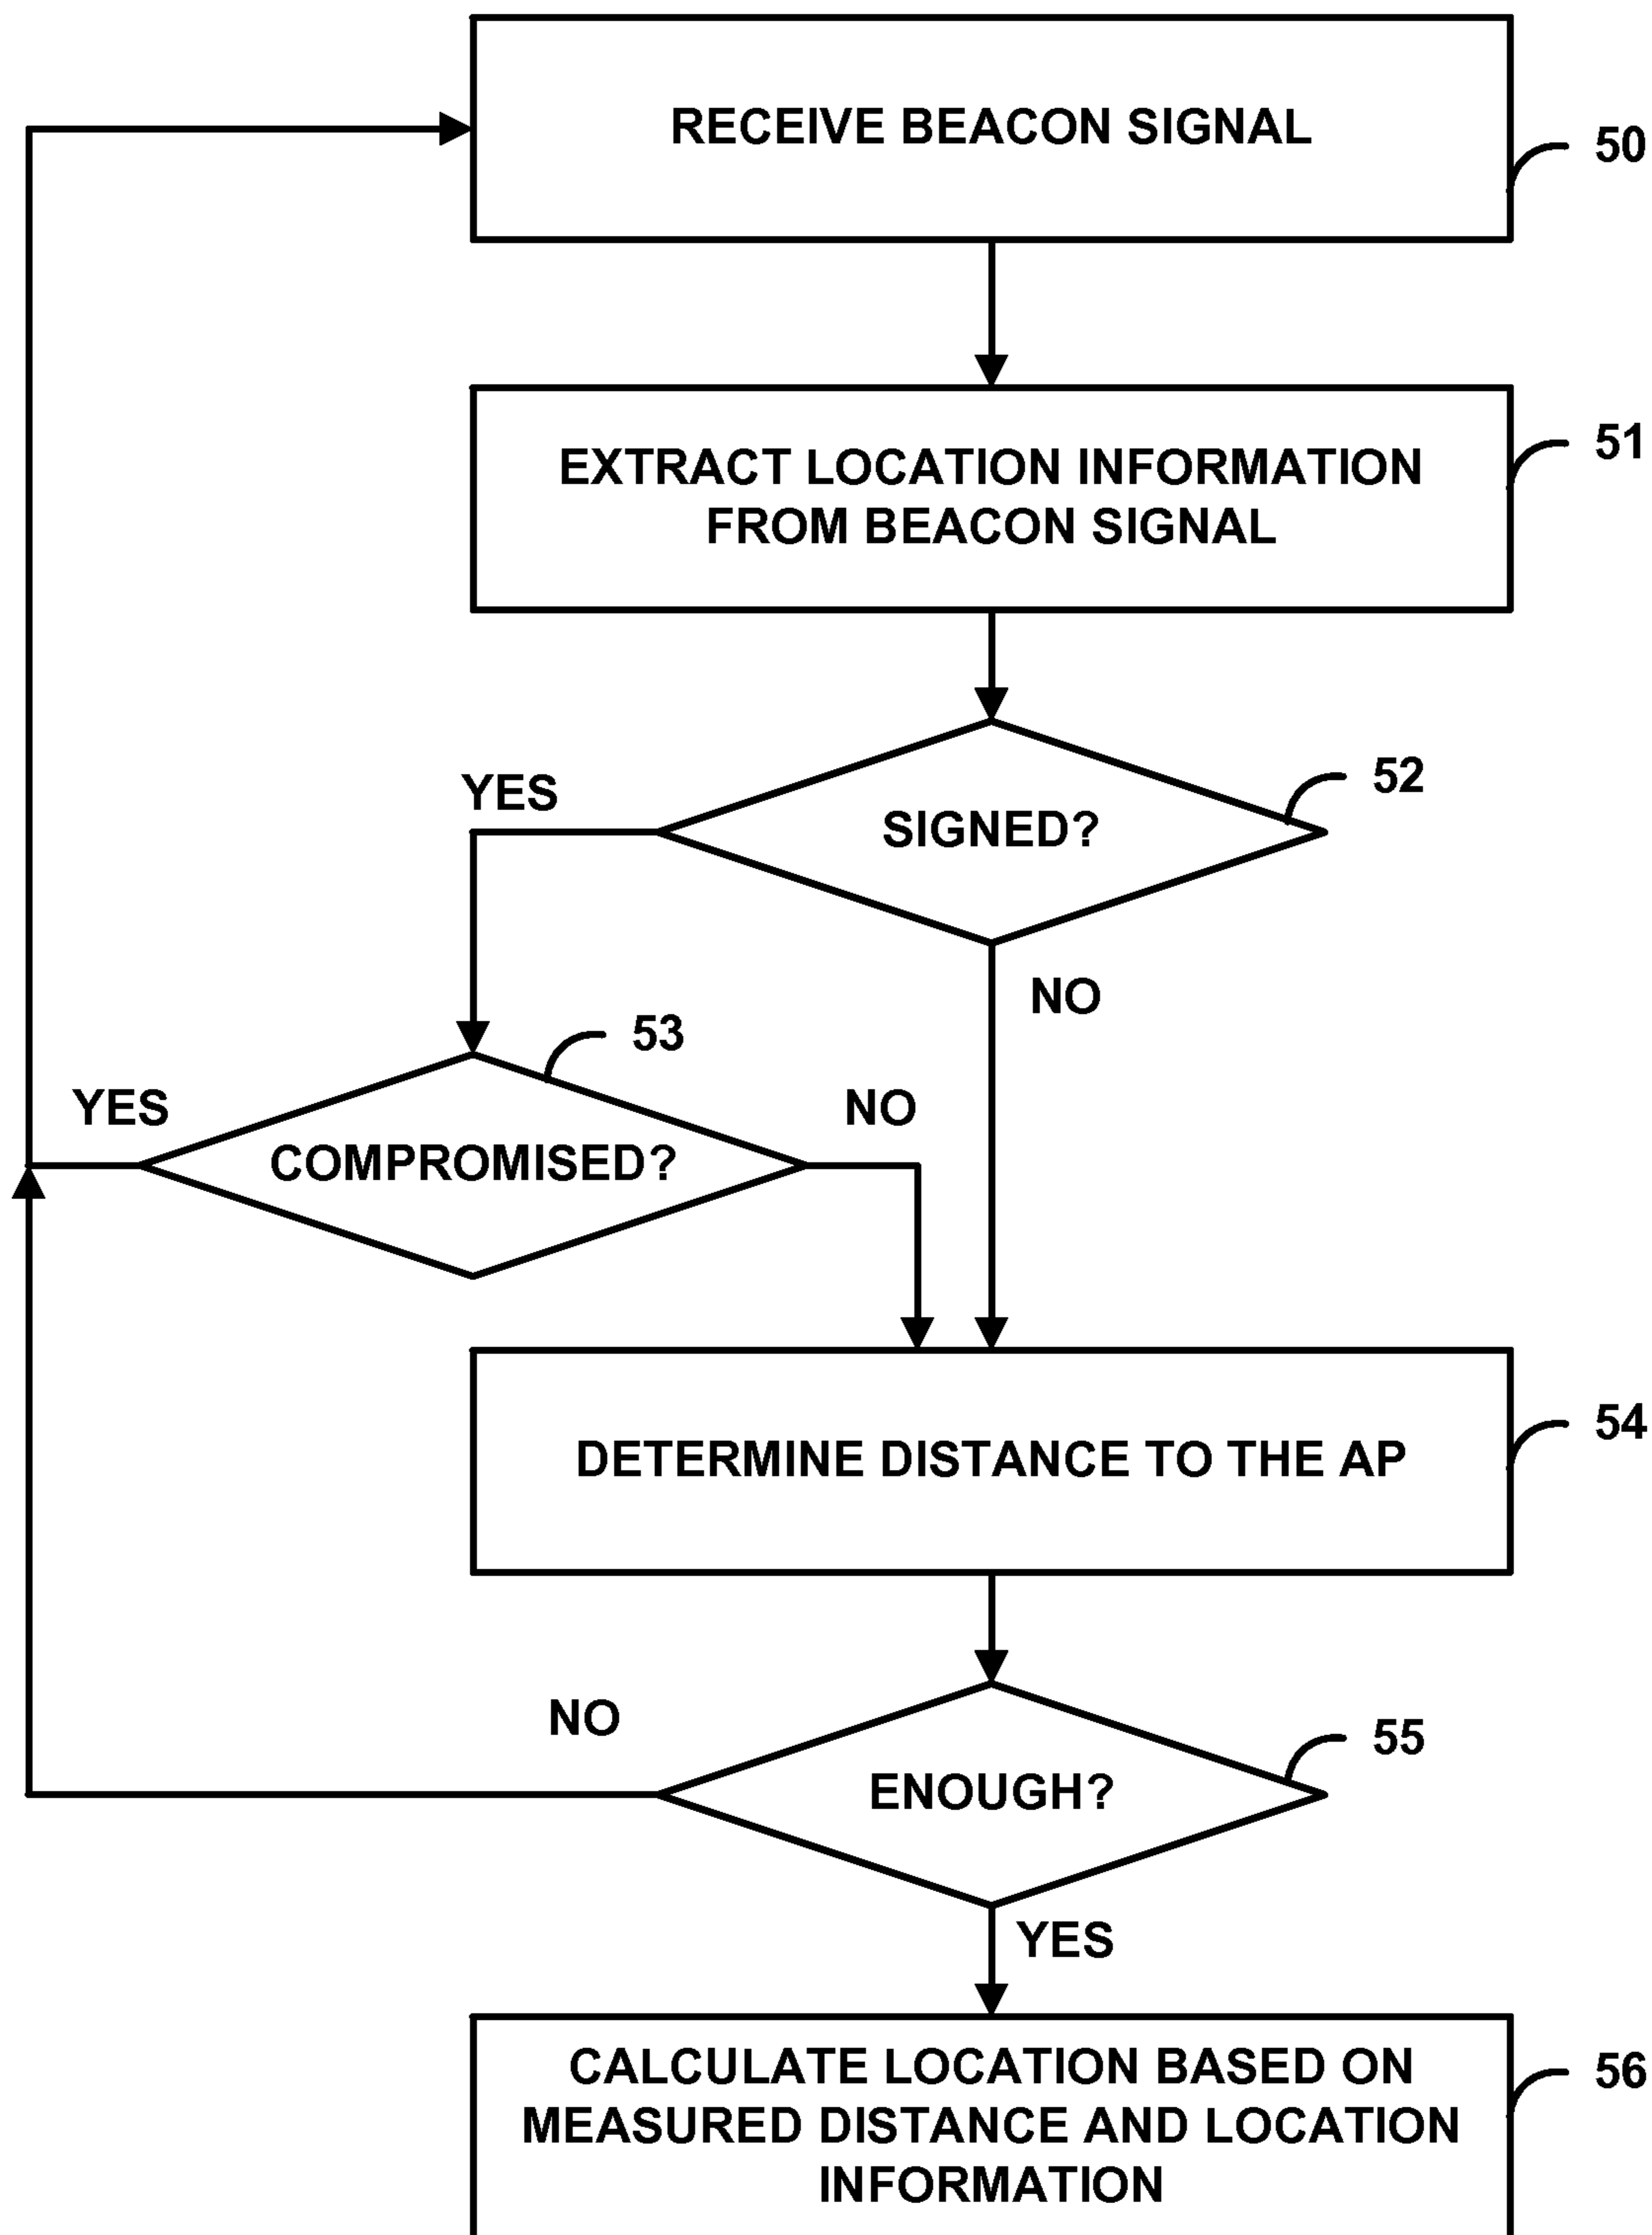 RECEIVE BEACON SIGNAL
50
EXTRACT LOCATION INFORMATION
FROM BEACON SIGNAL
51
SIGNED?
52
YES
NO
53
COMPROMISED?
YES
NO
DETERMINE DISTANCE TO THE AP
54
ENOUGH?
55
NO
YES
CALCULATE LOCATION BASED ON
MEASURED DISTANCE AND LOCATION
INFORMATION
56